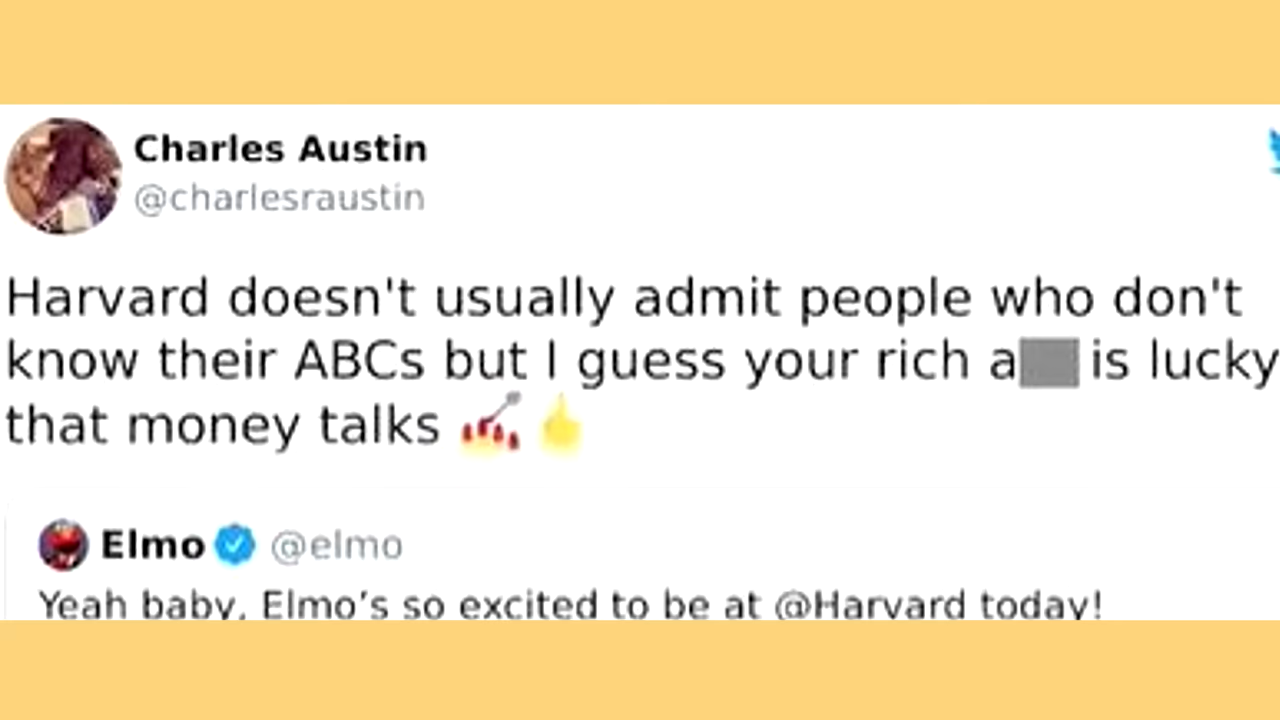 Charles Austin
@charlesraustin
Harvard doesn't usually admit people who don't
know their ABCs but I guess your rich a is lucky
that money talks 💅👍
Elmo @elmo
Yeah baby, Elmo’s so excited to be at @Harvard today!